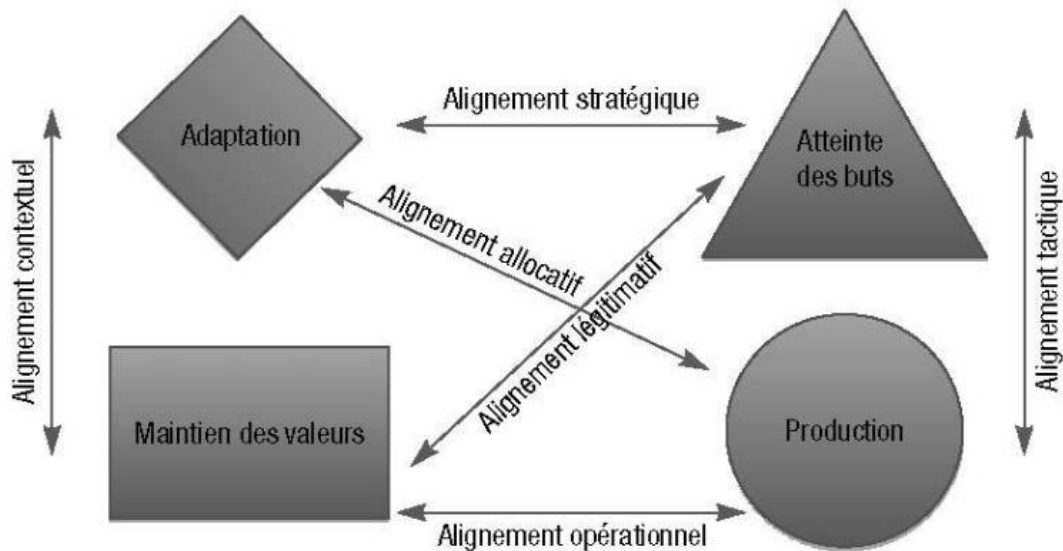 Alignement stratégique
Adaptation
Atteinte
des buts
Alignement contextuel
Alignement allocatif
Alignement légitimatif
Alignement tactique
Maintien des valeurs
Production
Alignement opérationnel